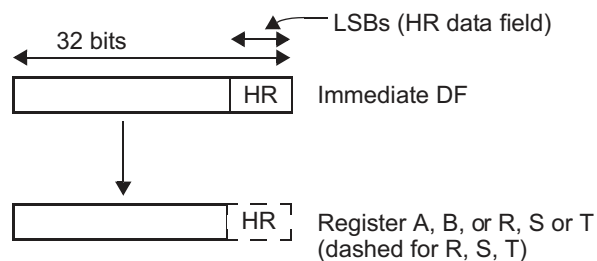 LSBs (HR data field)
32 bits
HR
Immediate DF
HR
Register A, B, or R, S or T
(dashed for R, S, T)